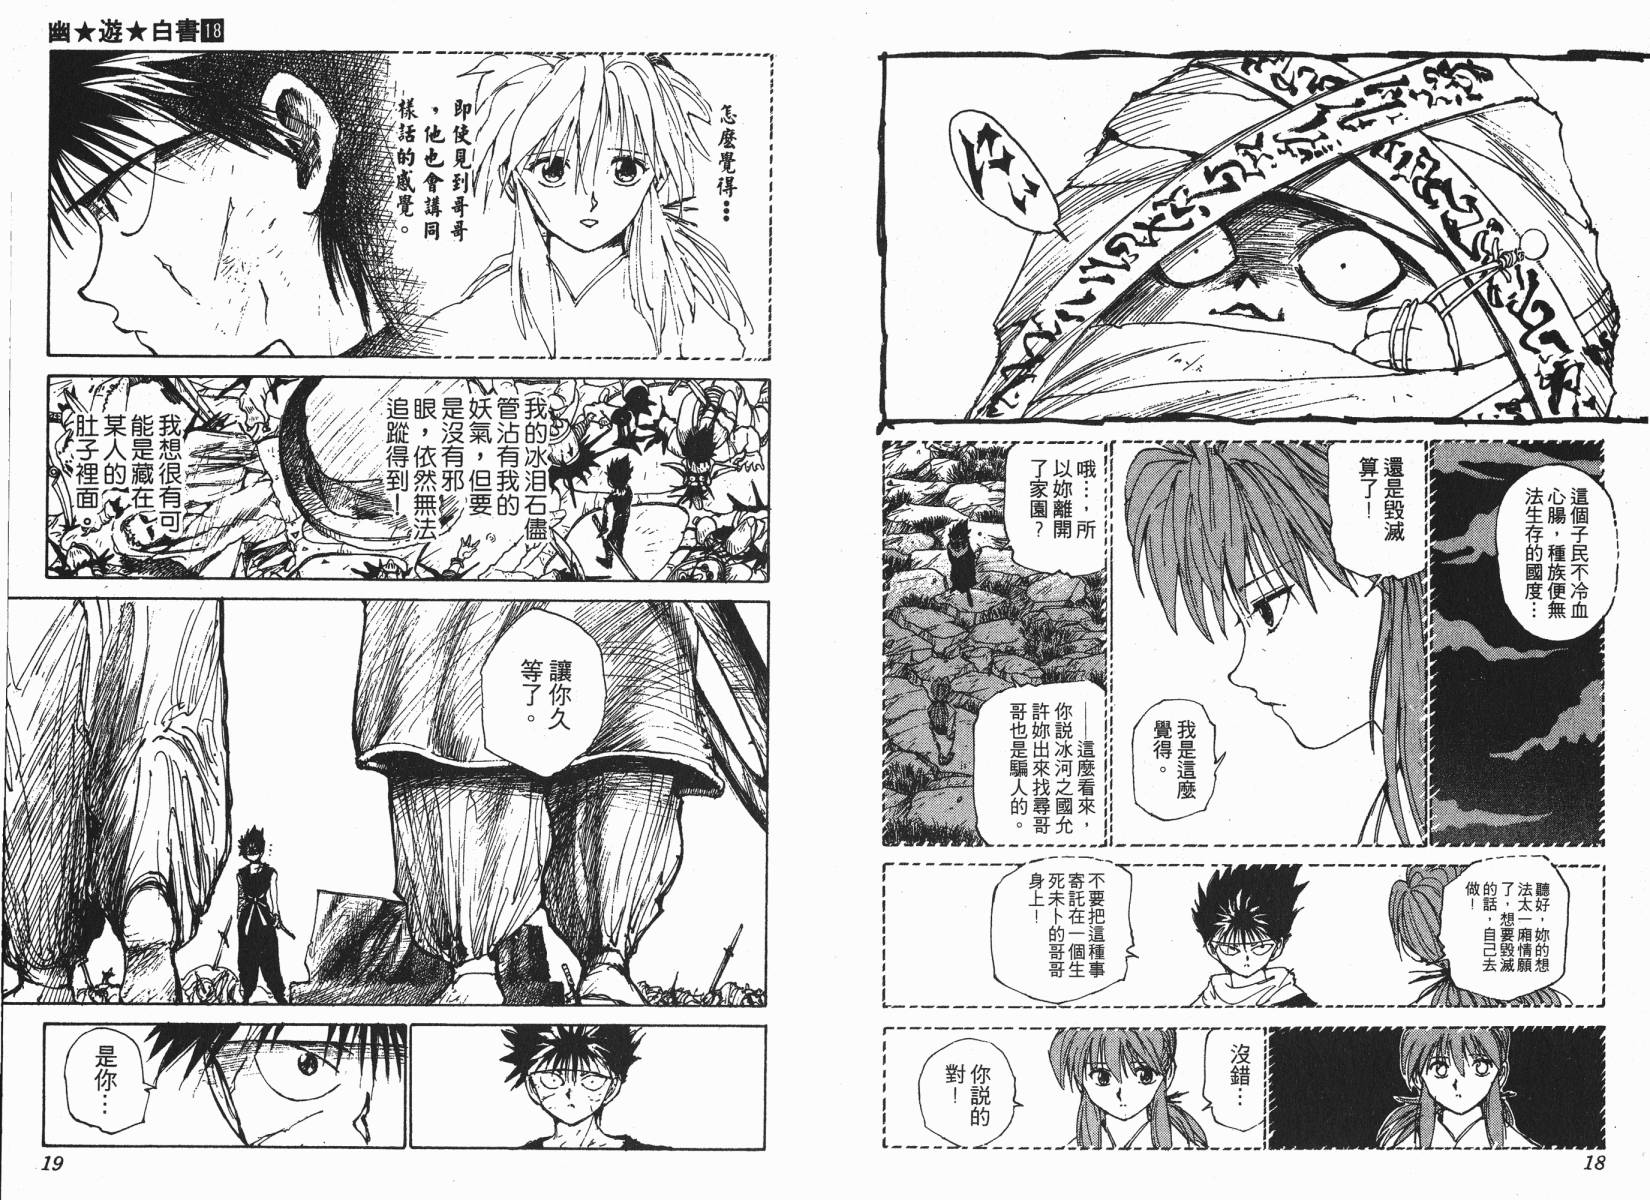 幽★遊★白書18
哇ーっ
這個子民不冷血
心腸，種族便無
法生存的國度…
還是毀滅
算了！
我是這麼
覺得。
哦…，所
以妳離開
了家園？
──這麼看來，
你說冰河之國允
許妳出來找尋哥
哥也是騙人的。
聽好，妳的想
法太一廂情願
了，想要毀滅
的話，自己去
做！
不要把這種事
寄託在一個生
死未卜的哥哥
身上！
沒錯…
你說的
對！
18
怎麼覺得…
即使見到哥哥
，他也會講同
樣話的感覺。
我的冰泪石儘
管沾有我的
妖氣，但要
是沒有邪
眼，依然無法
追蹤得到！
我想很有可
能是藏在
某人的
肚子裡面。
讓你久
等了。
…
是你…
19